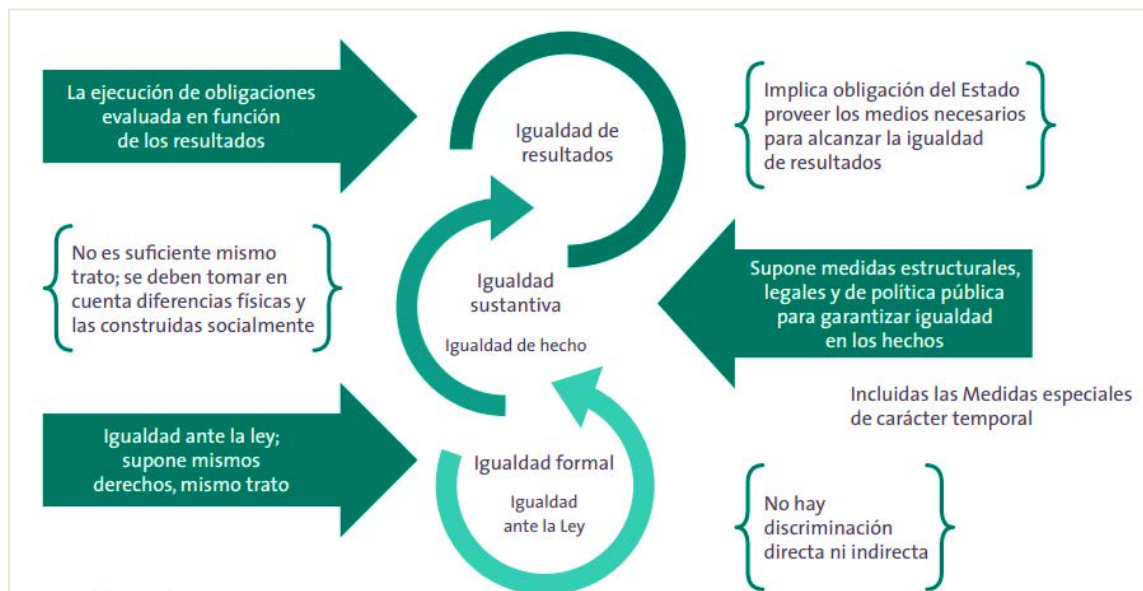 La ejecución de obligaciones
evaluada en función
de los resultados
Igualdad de
resultados
Implica obligación del Estado
proveer los medios necesarios
para alcanzar la igualdad
de resultados
No es suficiente mismo
trato; se deben tomar en
cuenta diferencias físicas y
las construidas socialmente
Igualdad
sustantiva
Igualdad de hecho
Supone medidas estructurales,
legales y de política pública
para garantizar igualdad
en los hechos
Incluidas las Medidas especiales
de carácter temporal
Igualdad ante la ley;
supone mismos
derechos, mismo trato
Igualdad formal
Igualdad
ante la Ley
No hay
discriminación
directa ni indirecta